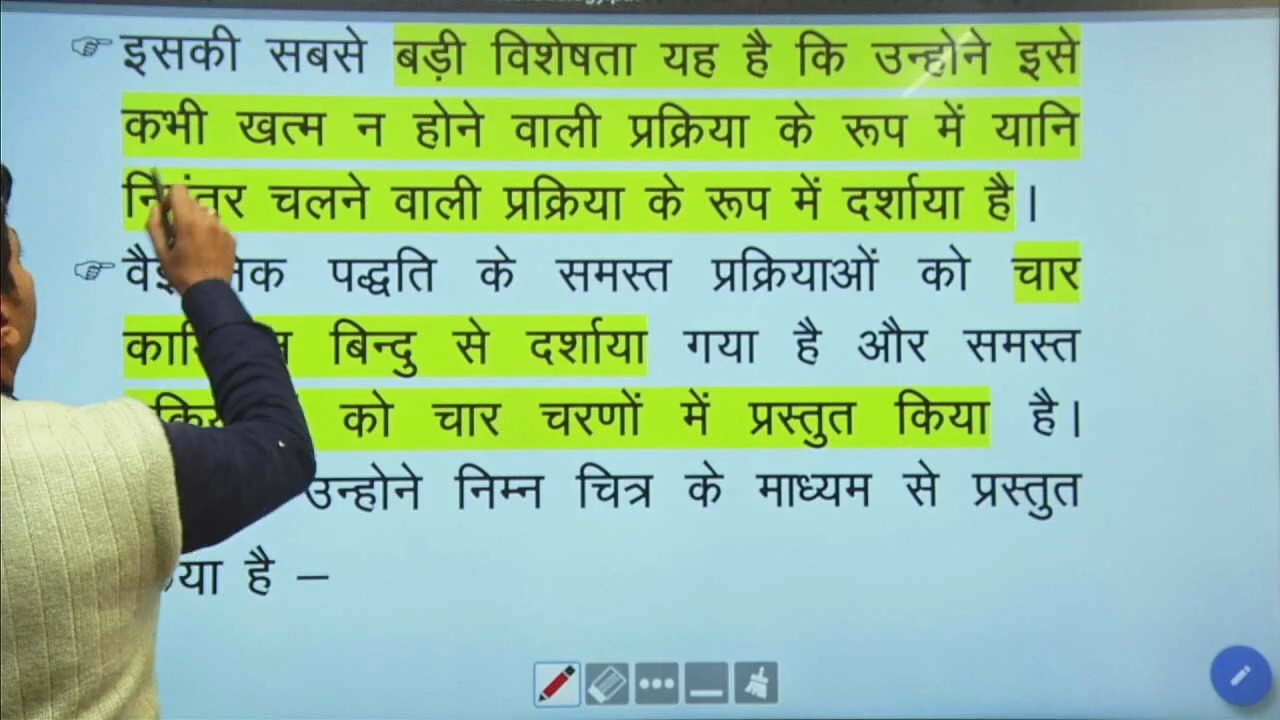 ☞ इसकी सबसे बड़ी विशेषता यह है कि उन्होने इसे
कभी खत्म न होने वाली प्रक्रिया के रूप में यानि
चलने वाली प्रक्रिया के रूप में दर्शाया है।
☞ पद्धति के समस्त प्रक्रियाओं को चार
बिन्दु से दर्शाया गया है और समस्त
को चार चरणों में प्रस्तुत किया है।
उन्होने निम्न चित्र के माध्यम से प्रस्तुत
है –